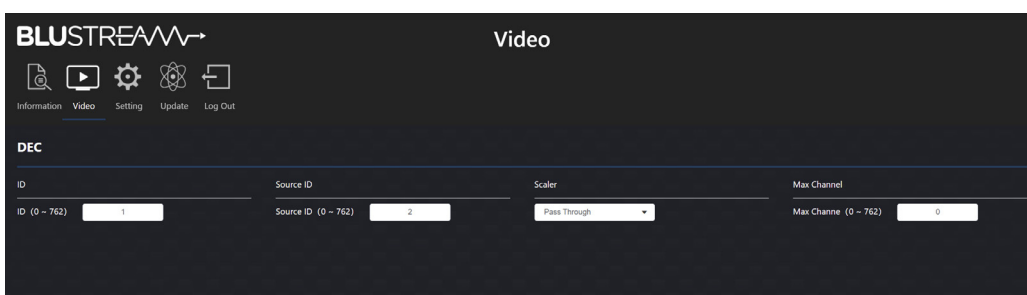 BLUSTREAM
Video
Information Video Setting Update Log Out
DEC
ID Source ID Scaler Max Channel
ID (0 ~ 762) 1 Source ID (0 ~ 762) 2 Pass Through Max Channe (0 ~ 762) 0